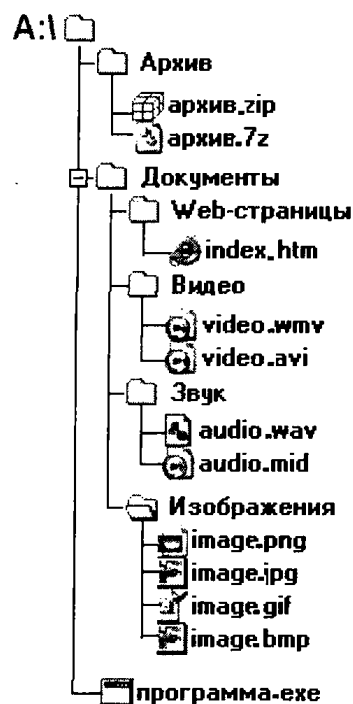 A:\
Архив
архив.zip
архив.7z
Документы
Web-страницы
index.htm
Видео
video.wmv
video.avi
Звук
audio.wav
audio.mid
Изображения
image.png
image.jpg
image.gif
image.bmp
программа.exe